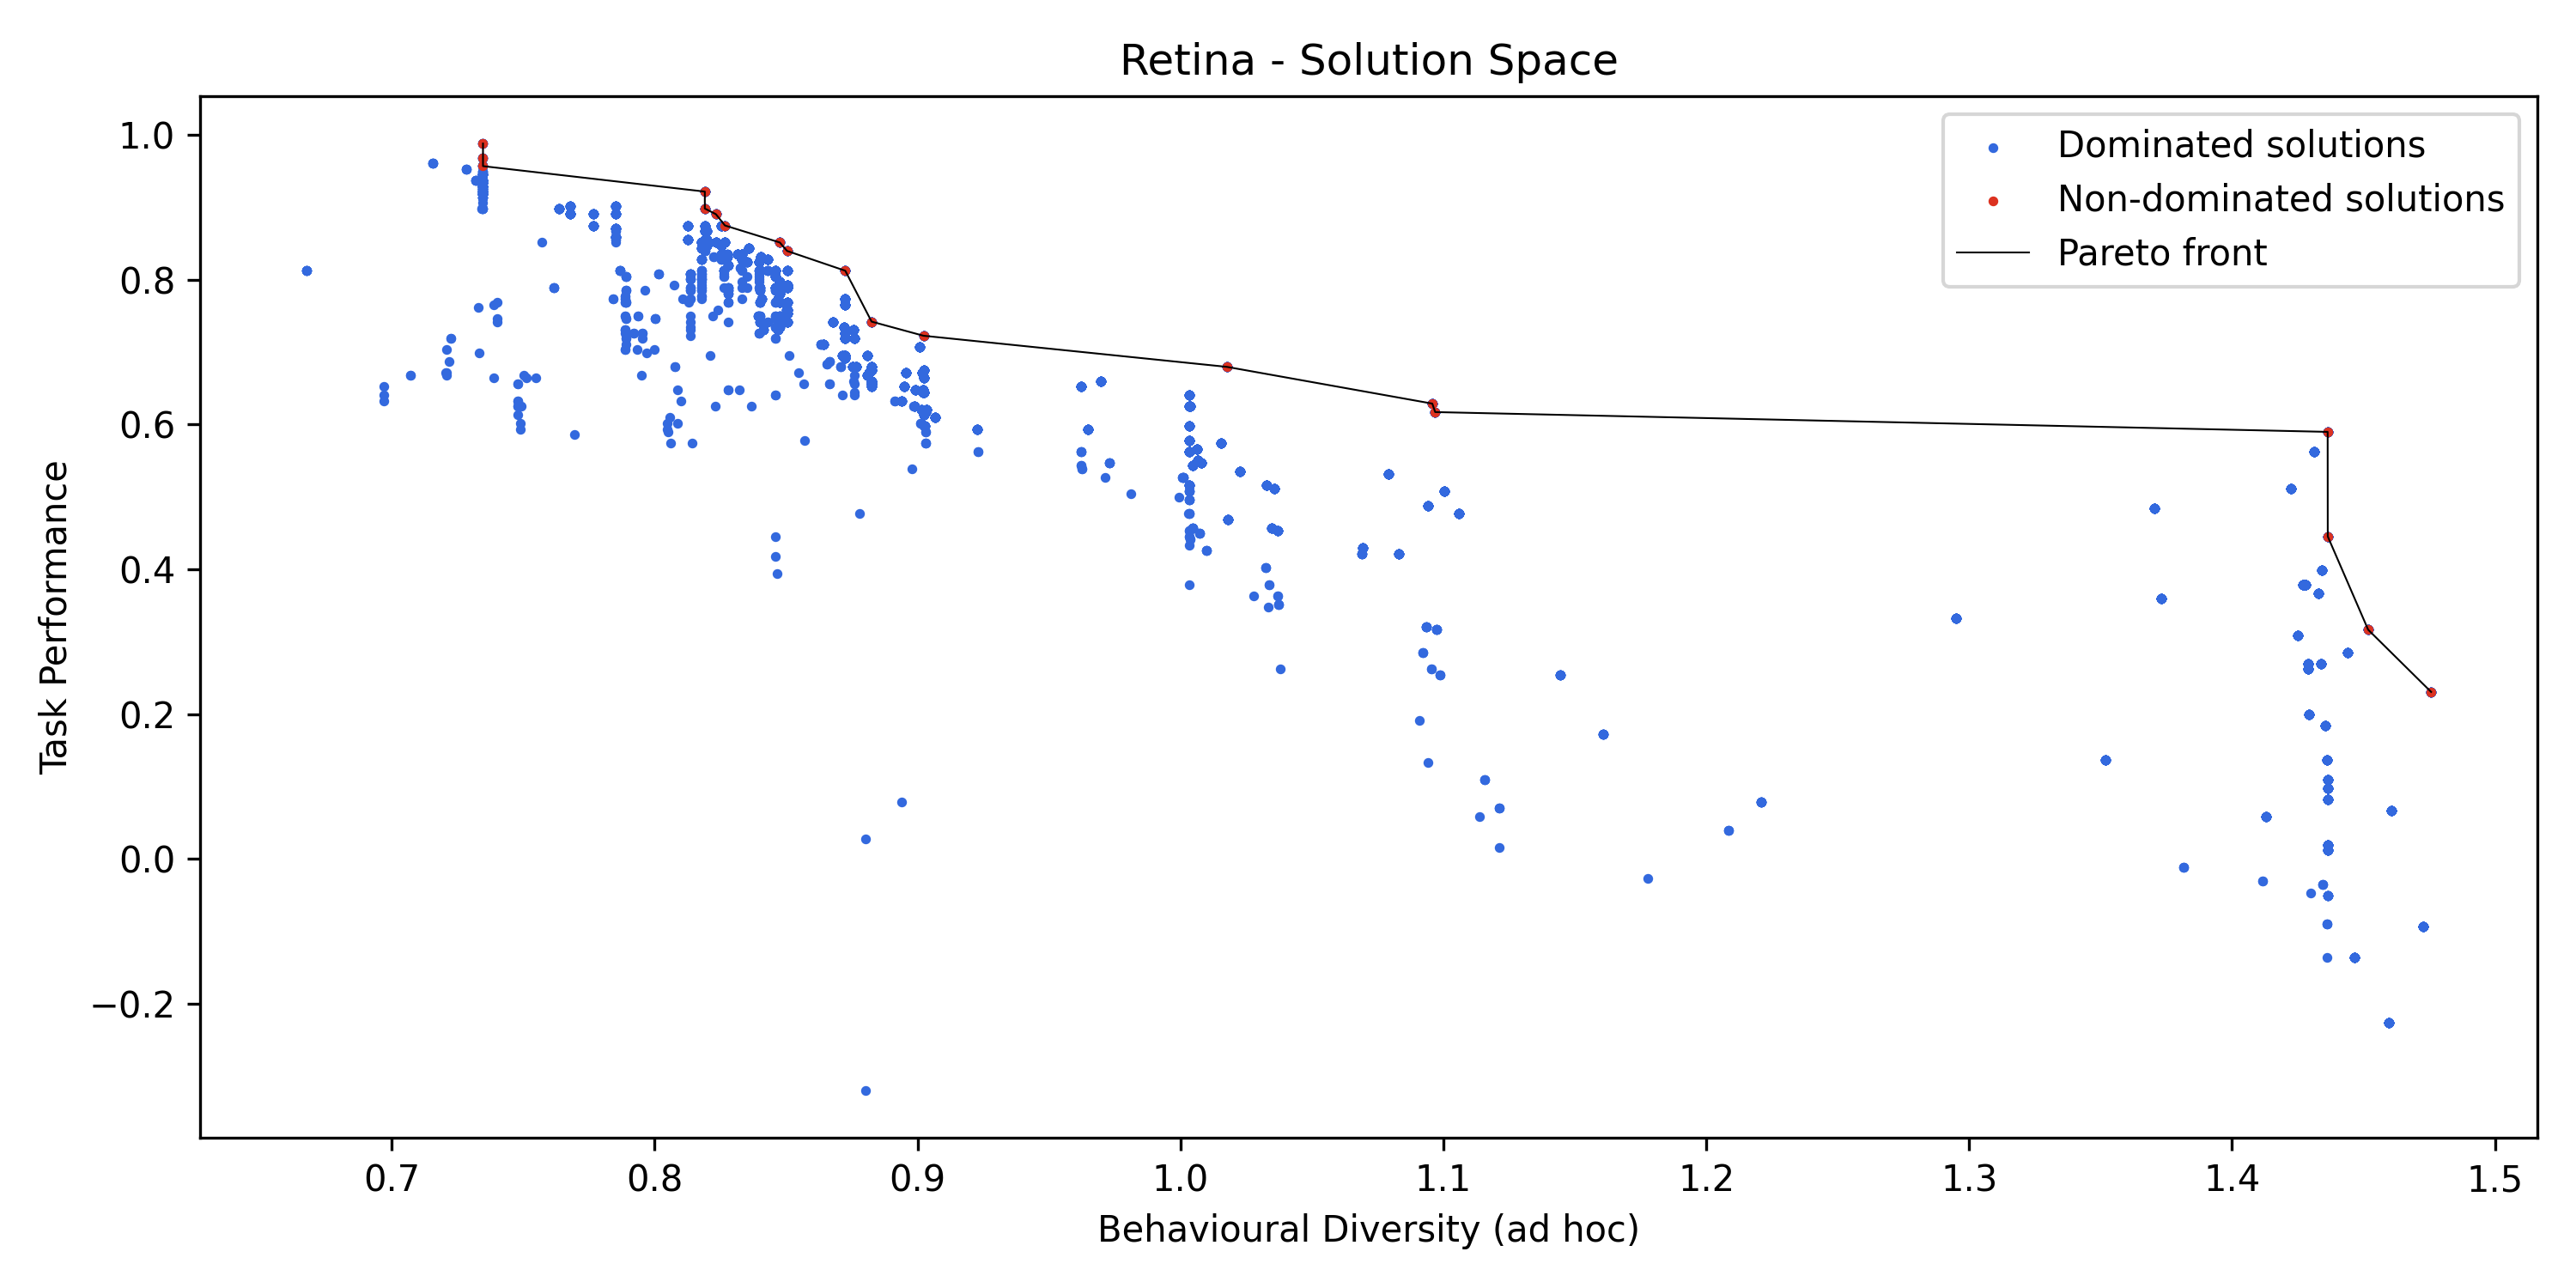 Retina - Solution Space
Dominated solutions
Non-dominated solutions
Pareto front
Task Performance
1.0
0.8
0.6
0.4
0.2
0.0
−0.2
0.7 0.8 0.9 1.0 1.1 1.2 1.3 1.4 1.5
Behavioural Diversity (ad hoc)